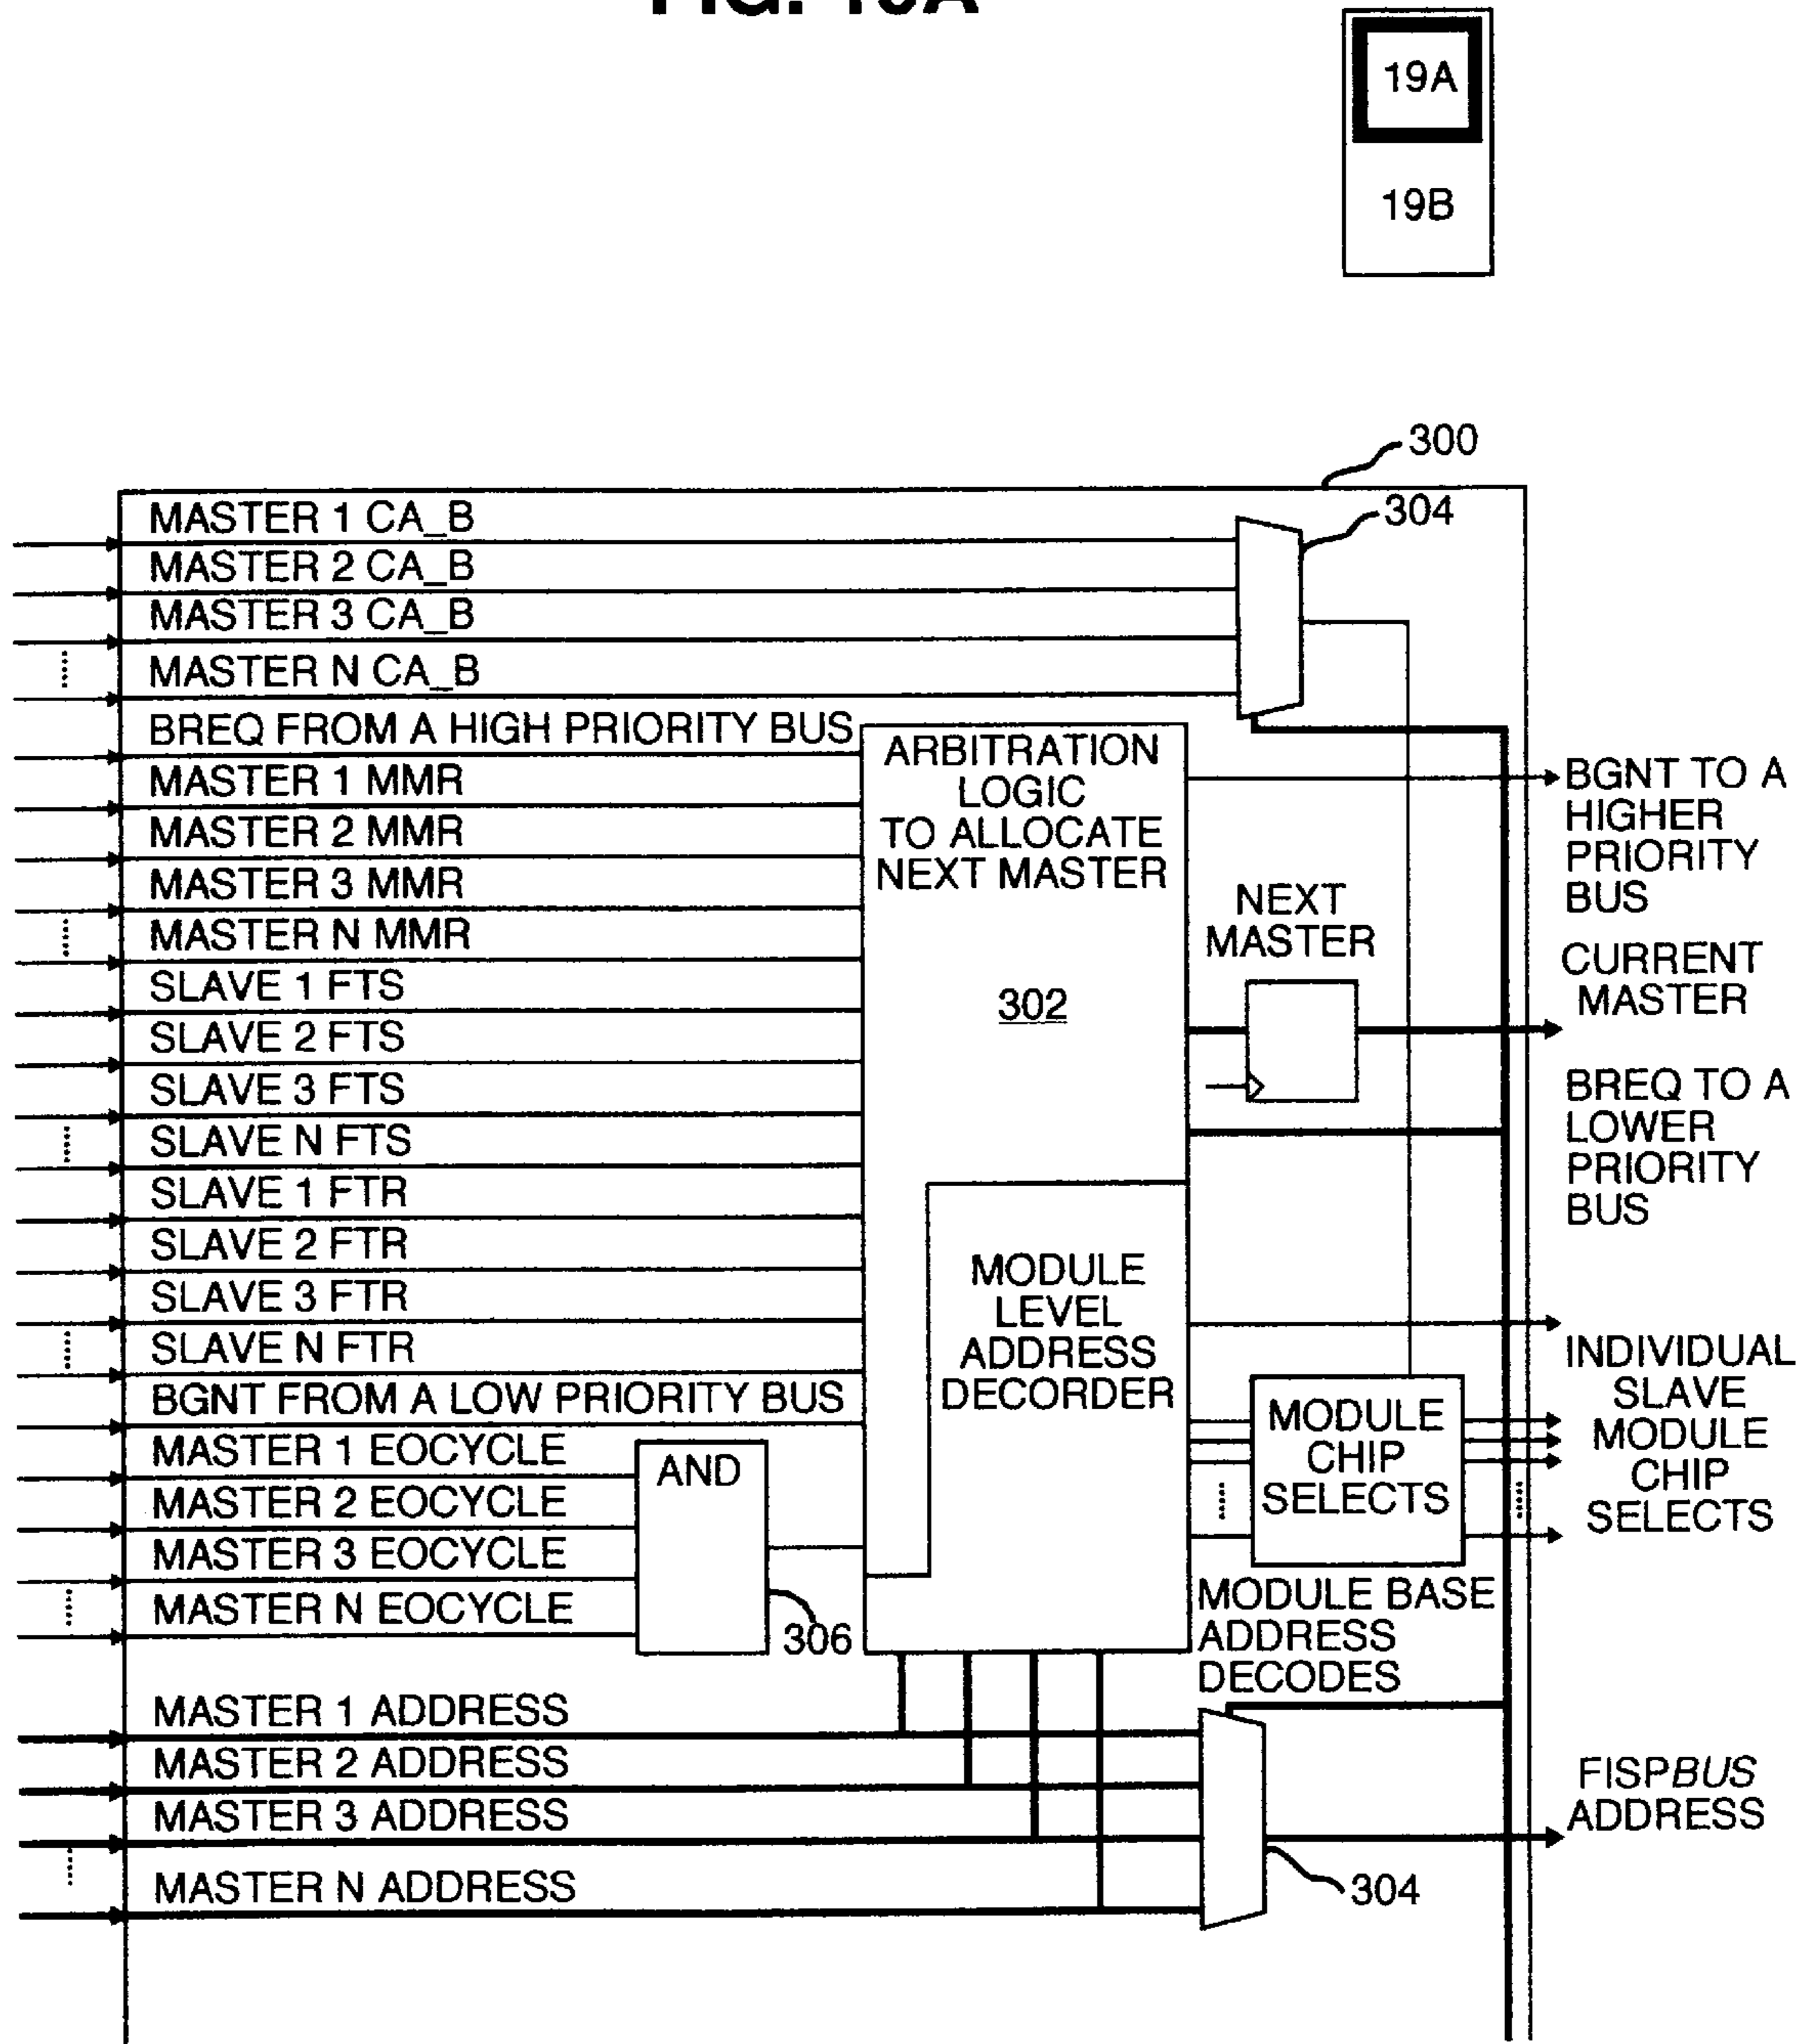 FIG. 19A
19A
19B
300
304
MASTER 1 CA_B
MASTER 2 CA_B
MASTER 3 CA_B
MASTER N CA_B
BREQ FROM A HIGH PRIORITY BUS
MASTER 1 MMR
MASTER 2 MMR
MASTER 3 MMR
MASTER N MMR
SLAVE 1 FTS
SLAVE 2 FTS
SLAVE 3 FTS
SLAVE N FTS
SLAVE 1 FTR
SLAVE 2 FTR
SLAVE 3 FTR
SLAVE N FTR
BGNT FROM A LOW PRIORITY BUS
MASTER 1 EOCYCLE
MASTER 2 EOCYCLE
MASTER 3 EOCYCLE
MASTER N EOCYCLE
AND
306
ARBITRATION
LOGIC
TO ALLOCATE
NEXT MASTER
302
MODULE
LEVEL
ADDRESS
DECORDER
NEXT
MASTER
MODULE
CHIP
SELECTS
MODULE BASE
ADDRESS
DECODES
BGNT TO A
HIGHER
PRIORITY
BUS
CURRENT
MASTER
BREQ TO A
LOWER
PRIORITY
BUS
INDIVIDUAL
SLAVE
MODULE
CHIP
SELECTS
MASTER 1 ADDRESS
MASTER 2 ADDRESS
MASTER 3 ADDRESS
MASTER N ADDRESS
304
FISPBUS
ADDRESS